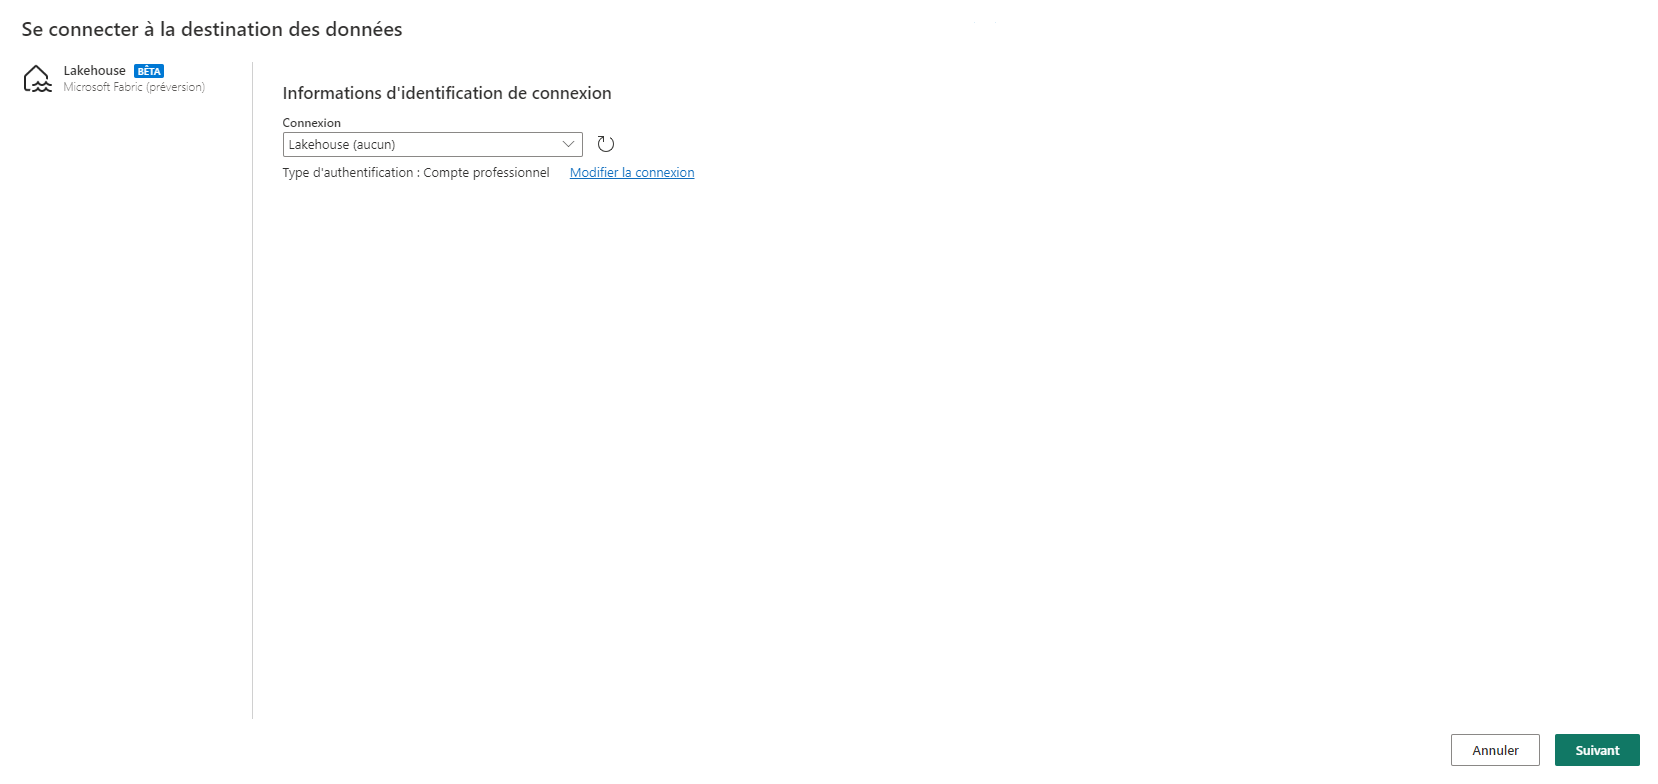 Se connecter à la destination des données
Lakehouse BÊTA
Microsoft Fabric (préversion)
Informations d'identification de connexion
Connexion
Lakehouse (aucun)
Type d'authentification : Compte professionnel Modifier la connexion
Annuler Suivant